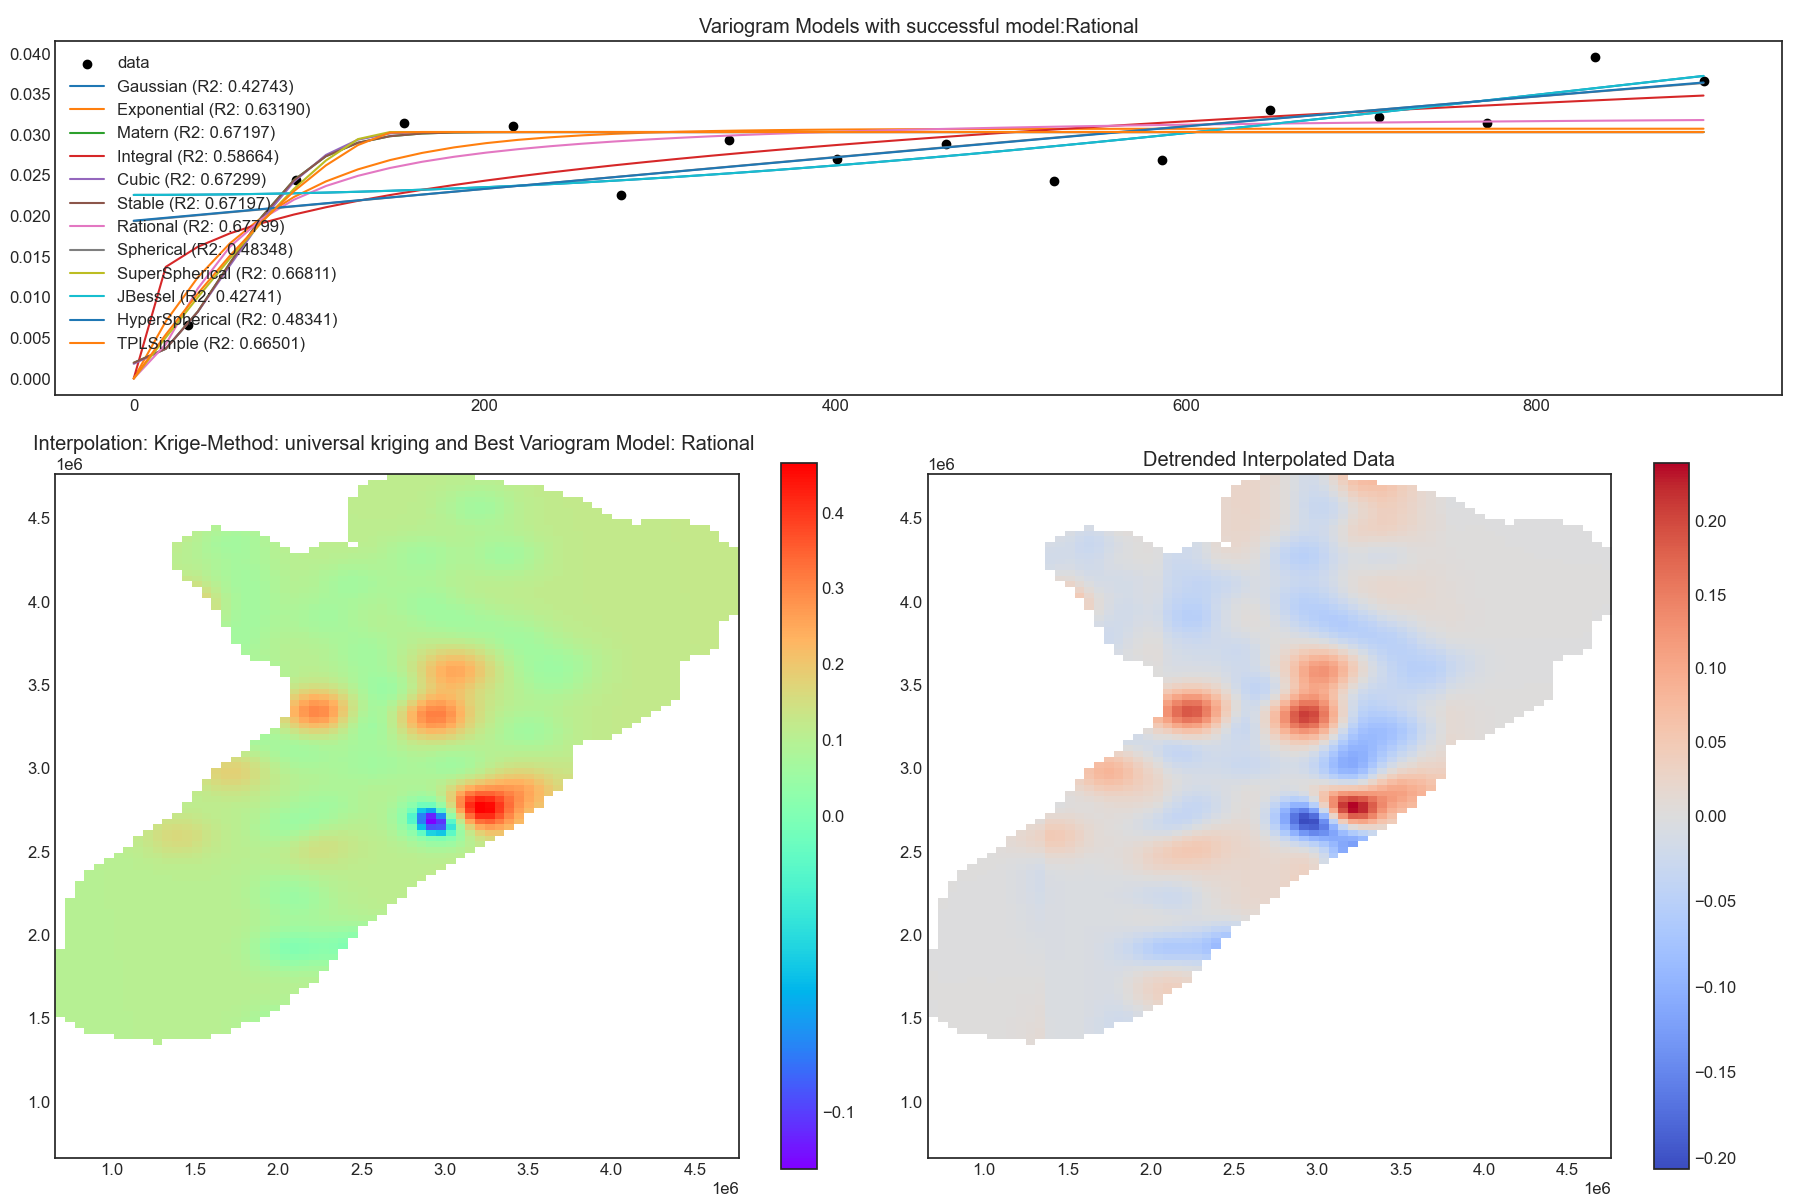 Variogram Models with successful model:Rational
0.040
0.035
0.030
0.025
0.020
0.015
0.010
0.005
0.000
data
Gaussian (R2: 0.42743)
Exponential (R2: 0.63190)
Matern (R2: 0.67197)
Integral (R2: 0.58664)
Cubic (R2: 0.67299)
Stable (R2: 0.67197)
Rational (R2: 0.67799)
Spherical (R2: 0.48348)
SuperSpherical (R2: 0.66811)
JBessel (R2: 0.42741)
HyperSpherical (R2: 0.48341)
TPLSimple (R2: 0.66501)
0 200 400 600 800
Interpolation: Krige-Method: universal kriging and Best Variogram Model: Rational
1e6
4.5
4.0
3.5
3.0
2.5
2.0
1.5
1.0
1.0 1.5 2.0 2.5 3.0 3.5 4.0 4.5
1e6
0.4
0.3
0.2
0.1
0.0
−0.1
Detrended Interpolated Data
1e6
4.5
4.0
3.5
3.0
2.5
2.0
1.5
1.0
1.0 1.5 2.0 2.5 3.0 3.5 4.0 4.5
1e6
0.20
0.15
0.10
0.05
0.00
−0.05
−0.10
−0.15
−0.20